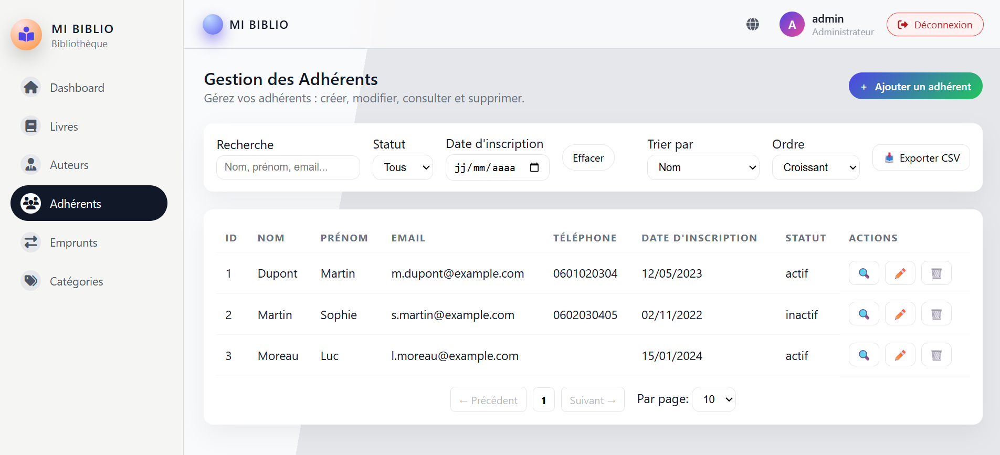 MI BIBLIO
Bibliothèque
Dashboard
Livres
Auteurs
Adhérents
Emprunts
Catégories
MI BIBLIO
A
admin
Administrateur
Déconnexion
Gestion des Adhérents
Gérez vos adhérents : créer, modifier, consulter et supprimer.
+ Ajouter un adhérent
Recherche
Nom, prénom, email...
Statut
Tous
Date d'inscription
jj/mm/aaaa
Effacer
Trier par
Nom
Ordre
Croissant
Exporter CSV
ID NOM PRÉNOM EMAIL TÉLÉPHONE DATE D'INSCRIPTION STATUT ACTIONS
1 Dupont Martin m.dupont@example.com 0601020304 12/05/2023 actif
2 Martin Sophie s.martin@example.com 0602030405 02/11/2022 inactif
3 Moreau Luc l.moreau@example.com 15/01/2024 actif
← Précédent 1 Suivant → Par page: 10